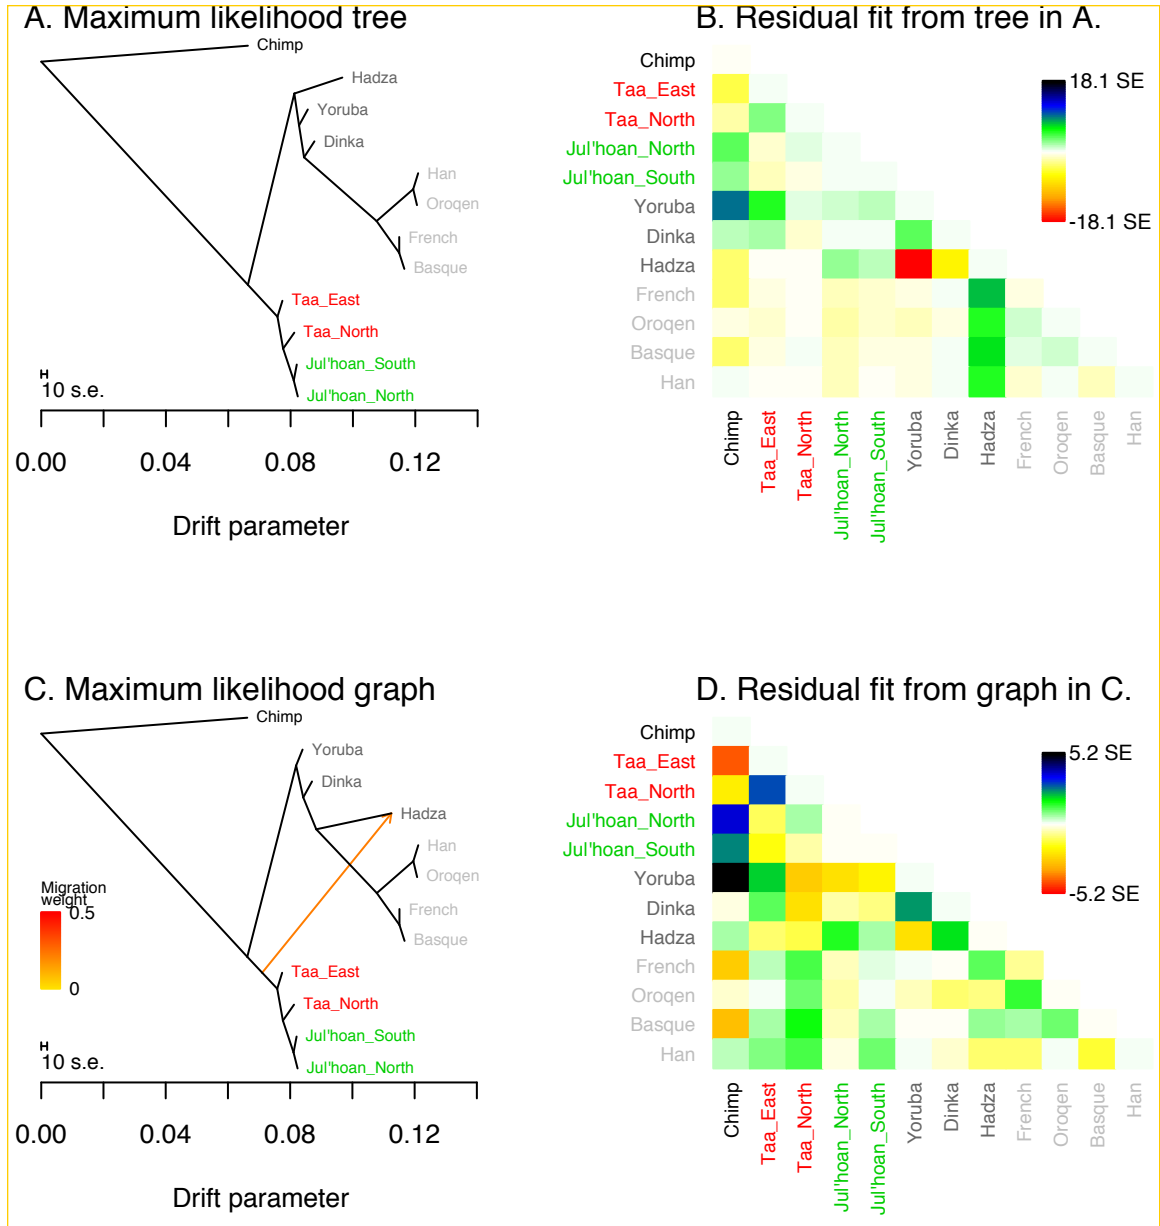 A. Maximum likelihood tree
Chimp
Hadza
Yoruba
Dinka
Han
Oroqen
French
Basque
Taa_East
Taa_North
Jul'hoan_South
Jul'hoan_North
10 s.e.
0.00 0.04 0.08 0.12
Drift parameter
B. Residual fit from tree in A.
Chimp
Taa_East
Taa_North
Jul'hoan_North
Jul'hoan_South
Yoruba
Dinka
Hadza
French
Oroqen
Basque
Han
18.1 SE
-18.1 SE
Chimp
Taa_East
Taa_North
Jul'hoan_North
Jul'hoan_South
Yoruba
Dinka
Hadza
French
Oroqen
Basque
Han
C. Maximum likelihood graph
Chimp
Yoruba
Dinka
Hadza
Han
Oroqen
French
Basque
Taa_East
Taa_North
Jul'hoan_South
Jul'hoan_North
Migration
weight
0.5
0
10 s.e.
0.00 0.04 0.08 0.12
Drift parameter
D. Residual fit from graph in C.
Chimp
Taa_East
Taa_North
Jul'hoan_North
Jul'hoan_South
Yoruba
Dinka
Hadza
French
Oroqen
Basque
Han
5.2 SE
-5.2 SE
Chimp
Taa_East
Taa_North
Jul'hoan_North
Jul'hoan_South
Yoruba
Dinka
Hadza
French
Oroqen
Basque
Han